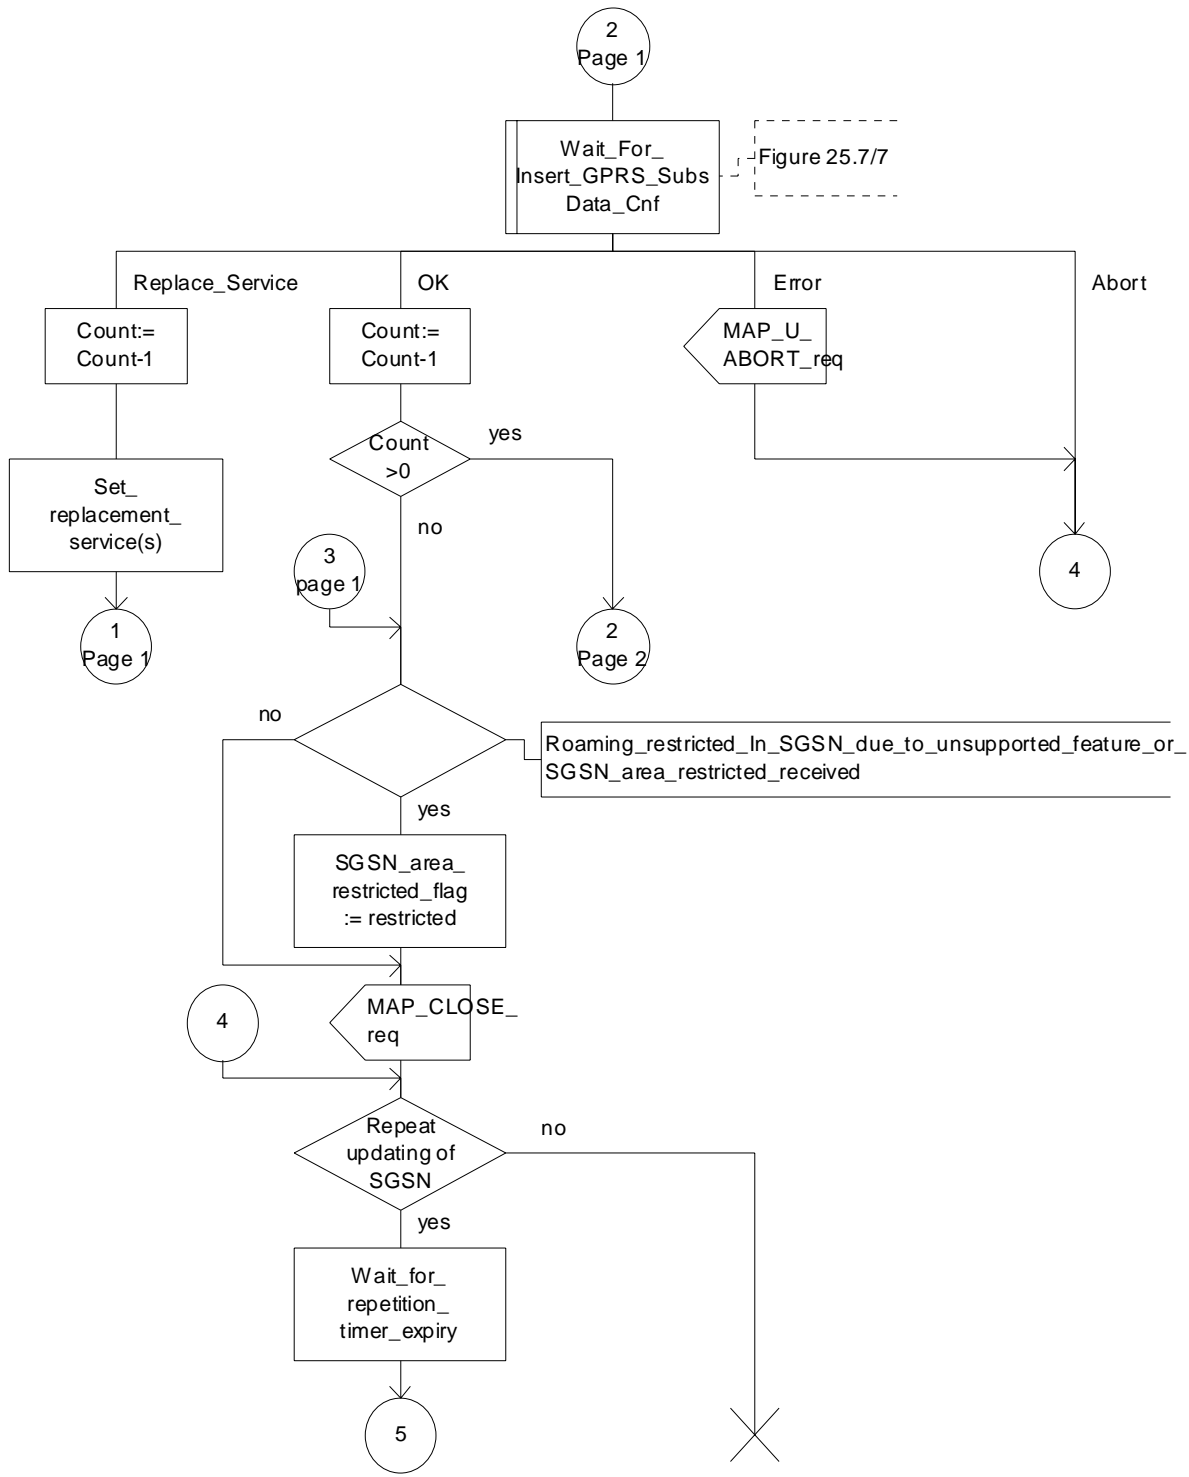 2
Page 1
Wait_For_
Insert_GPRS_Subs
Data_Cnf
Figure 25.7/7
Replace_Service
OK
Error
Abort
Count:=
Count-1
Count:=
Count-1
MAP_U_
ABORT_req
Count
>0
yes
no
Set_
replacement_
service(s)
3
page 1
4
1
Page 1
2
Page 2
no
Roaming_restricted_In_SGSN_due_to_unsupported_feature_or_
SGSN_area_restricted_received
yes
SGSN_area_
restricted_flag
:= restricted
4
MAP_CLOSE_
req
Repeat
updating of
SGSN
no
yes
Wait_for_
repetition_
timer_expiry
5